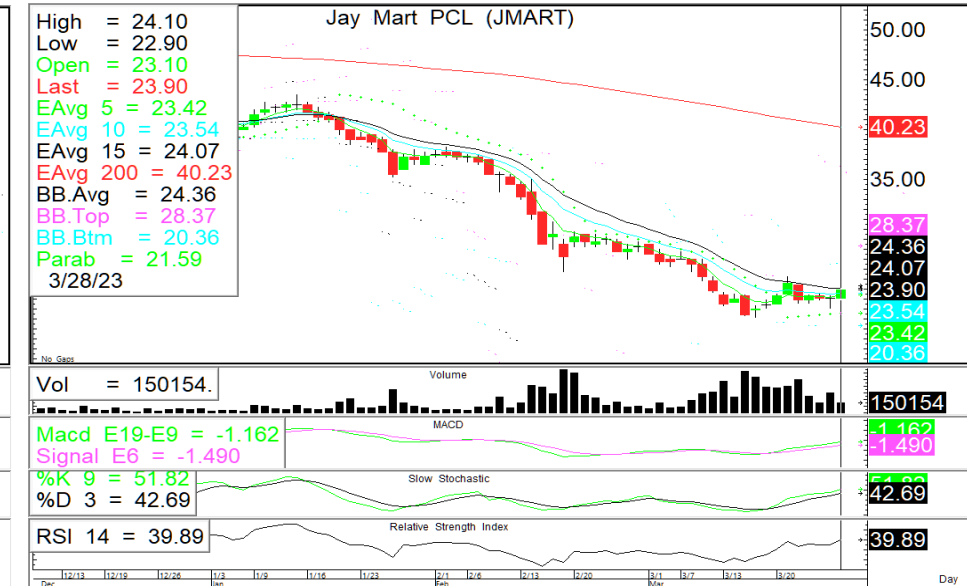 Jay Mart PCL (JMART)
High = 24.10
Low = 22.90
Open = 23.10
Last = 23.90
EAvg 5 = 23.42
EAvg 10 = 23.54
EAvg 15 = 24.07
EAvg 200 = 40.23
BB.Avg = 24.36
BB.Top = 28.37
BB.Btm = 20.36
Parab = 21.59
3/28/23
No Gaps
50.00
45.00
40.23
35.00
28.37
24.36
24.07
23.90
23.54
23.42
20.36
Volume
Vol = 150154.
150154
MACD
Macd E19-E9 = -1.162
Signal E6 = -1.490
-1.162
-1.490
Slow Stochastic
%K 9 = 51.82
%D 3 = 42.69
51.82
42.69
Relative Strength Index
RSI 14 = 39.89
39.89
12/13 12/19 12/26 1/3 1/9 1/16 1/23 2/1 2/6 2/13 2/20 3/1 3/7 3/13 3/20
Dec Jan Feb Mar Day